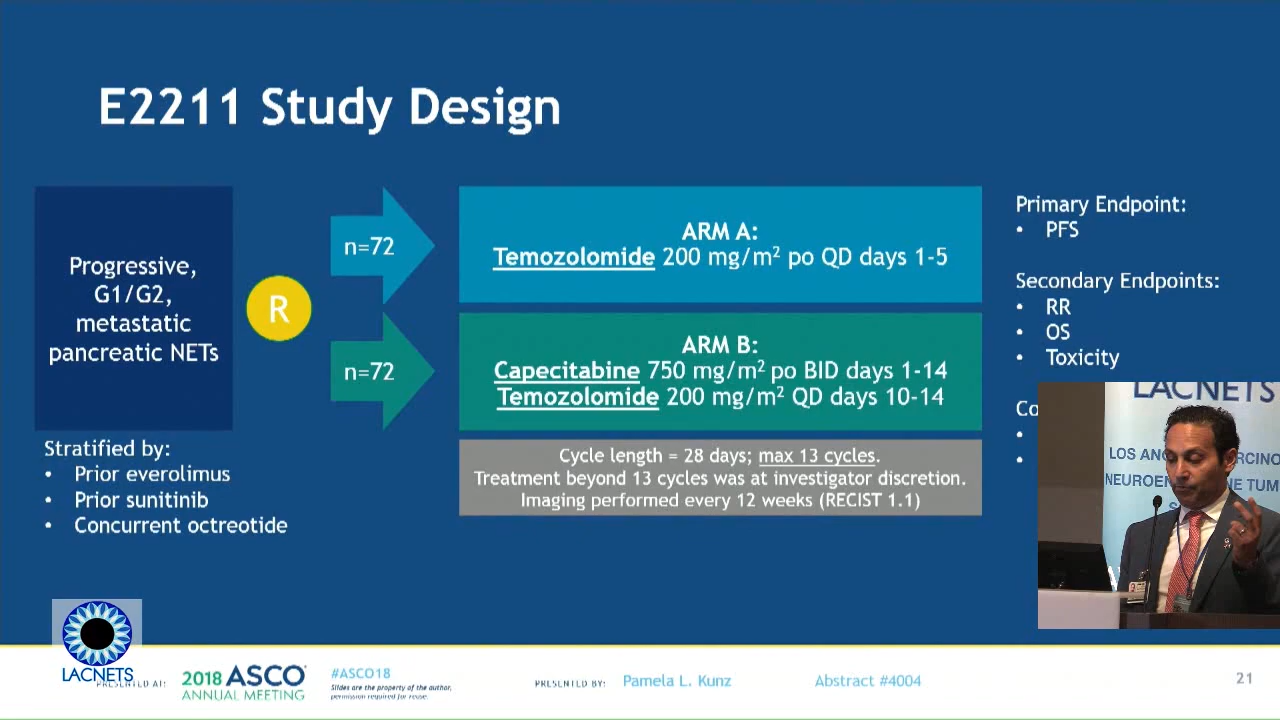 E2211 Study Design
Progressive,
G1/G2,
metastatic
pancreatic NETs
R
n=72
n=72
ARM A:
Temozolomide 200 mg/m² po QD days 1-5
ARM B:
Capecitabine 750 mg/m² po BID days 1-14
Temozolomide 200 mg/m² QD days 10-14
Cycle length = 28 days; max 13 cycles.
Treatment beyond 13 cycles was at investigator discretion.
Imaging performed every 12 weeks (RECIST 1.1)
Primary Endpoint:
• PFS
Secondary Endpoints:
• RR
• OS
• Toxicity
Stratified by:
• Prior everolimus
• Prior sunitinib
• Concurrent octreotide
LACNETS
LOS
LACNETS
PRESENTED AT:
2018 ASCO
ANNUAL MEETING
#ASCO18
Slides are the property of the author,
permission required for reuse.
PRESENTED BY:
Pamela L. Kunz
Abstract #4004
21